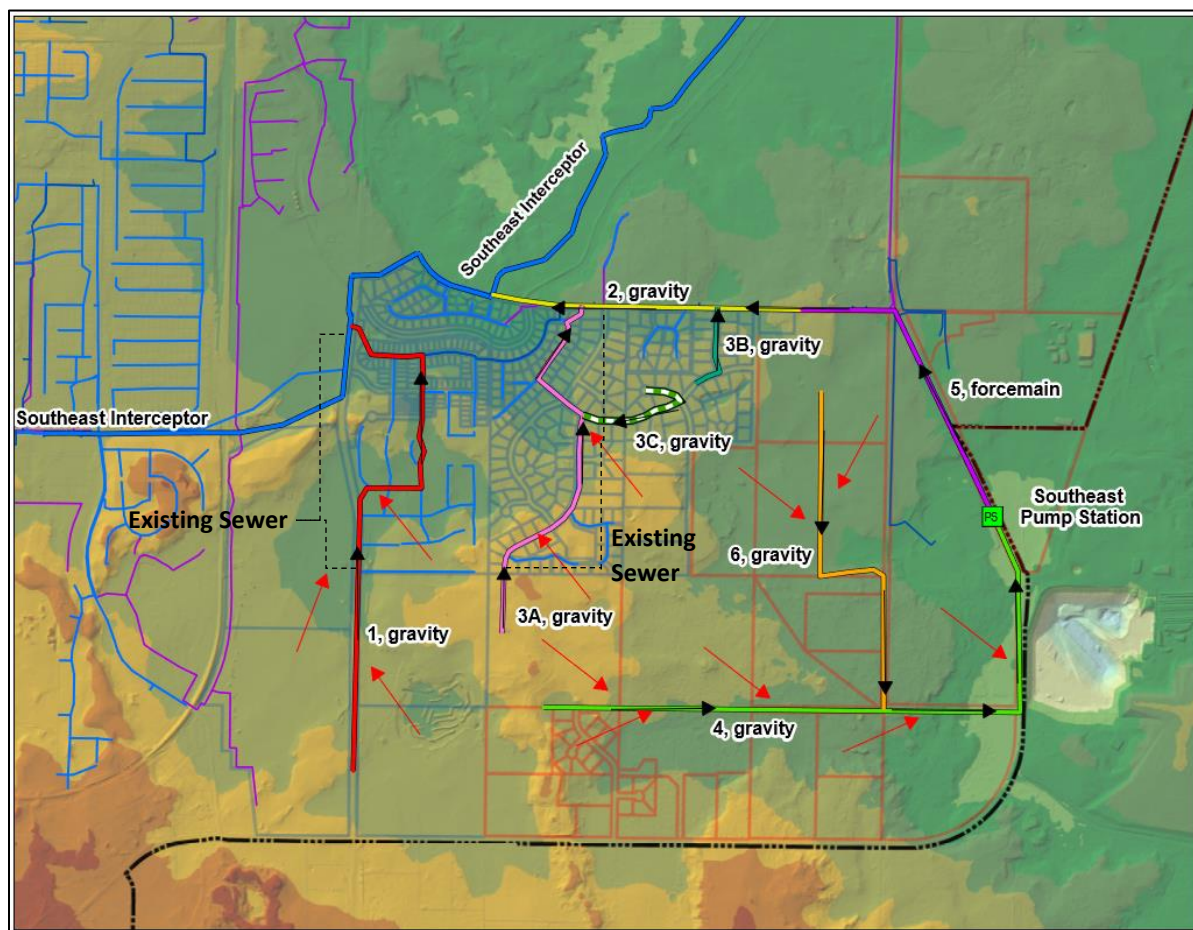 Southeast Interceptor
2, gravity
3B, gravity
5, forcemain
Southeast Interceptor
3C, gravity
Existing Sewer
Southeast
Pump Station
PS
Existing
Sewer
6, gravity
3A, gravity
1, gravity
4, gravity